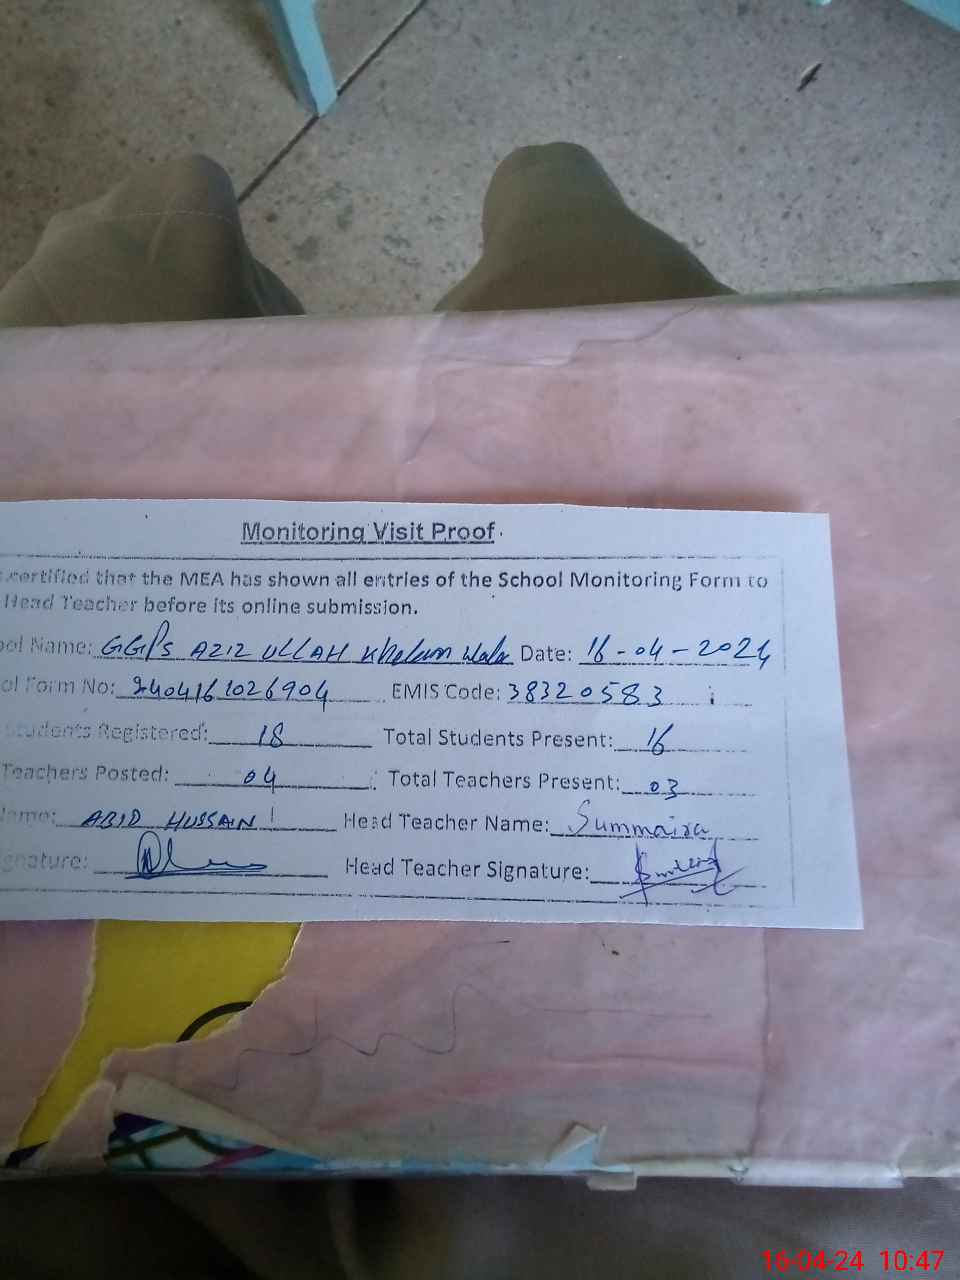 Monitoring Visit Proof
certified that the MEA has shown all entries of the School Monitoring Form to
Head Teacher before its online submission.
ool Name: GGPS AZIZ ULLAH Khelan wala Date: 16-04-2024
ol Form No: 2404161026904 EMIS Code: 38320583
Students Registered: 18 Total Students Present: 16
Teachers Posted: 04 Total Teachers Present: 03
Name: ABID HUSSAIN Head Teacher Name: Summaira
gnature: Head Teacher Signature:
16-04-24 10:47